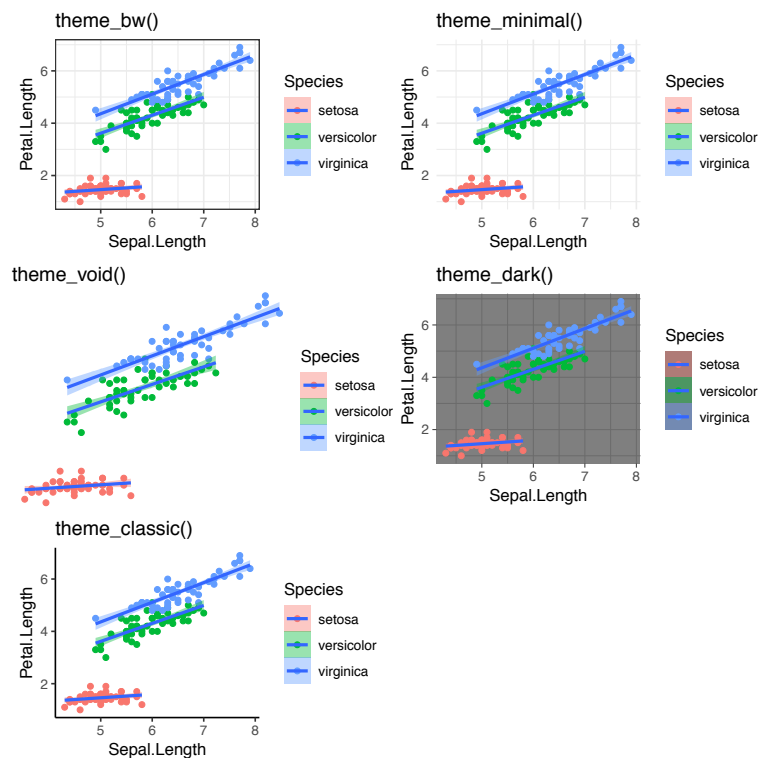 theme_bw()
Petal.Length
6
4
2
5 6 7 8
Sepal.Length
Species
setosa
versicolor
virginica
theme_minimal()
Petal.Length
6
4
2
5 6 7 8
Sepal.Length
Species
setosa
versicolor
virginica
theme_void()
Species
setosa
versicolor
virginica
theme_dark()
Petal.Length
6
4
2
5 6 7 8
Sepal.Length
Species
setosa
versicolor
virginica
theme_classic()
Petal.Length
6
4
2
5 6 7 8
Sepal.Length
Species
setosa
versicolor
virginica